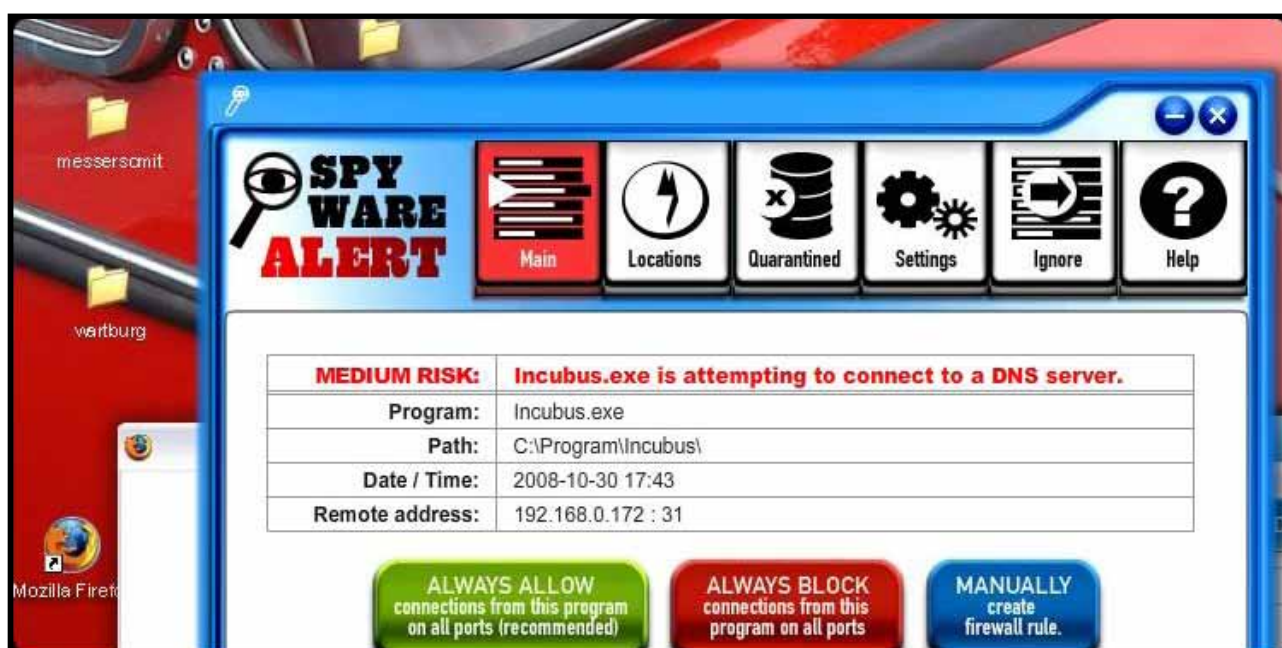 messerscmit
wartburg
Mozilla Firefo
SPY
WARE
ALERT
Main
Locations
Quarantined
Settings
Ignore
Help
MEDIUM RISK: Incubus.exe is attempting to connect to a DNS server.
Program: Incubus.exe
Path: C:\Program\Incubus\
Date / Time: 2008-10-30 17:43
Remote address: 192.168.0.172 : 31
ALWAYS ALLOW
connections from this program
on all ports (recommended)
ALWAYS BLOCK
connections from this
program on all ports
MANUALLY
create
firewall rule.